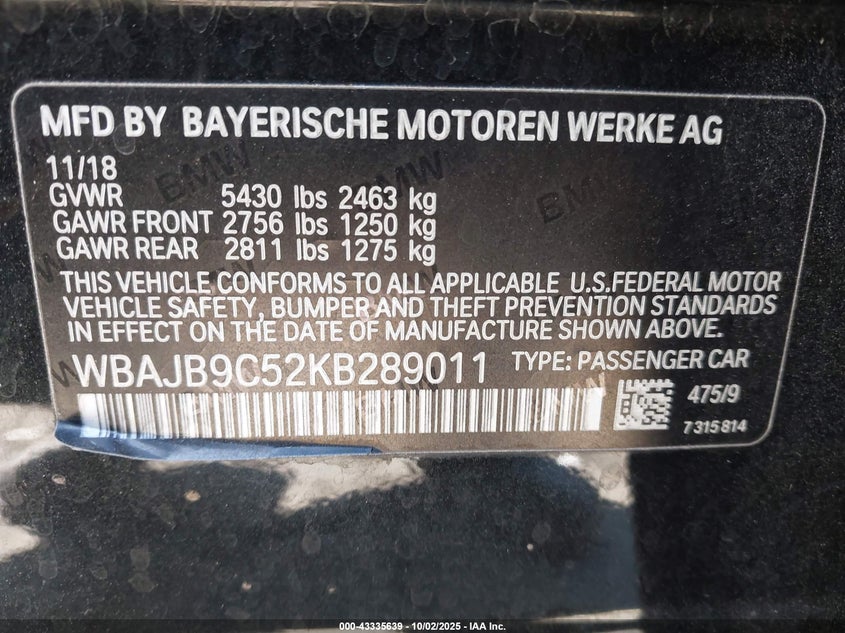 MFD BY BAYERISCHE MOTOREN WERKE AG
11/18
GVWR 5430 lbs 2463 kg
GAWR FRONT 2756 lbs 1250 kg
GAWR REAR 2811 lbs 1275 kg
THIS VEHICLE CONFORMS TO ALL APPLICABLE U.S.FEDERAL MOTOR
VEHICLE SAFETY, BUMPER AND THEFT PREVENTION STANDARDS
IN EFFECT ON THE DATE OF MANUFACTURE SHOWN ABOVE.
WBAJB9C52KB289011 TYPE: PASSENGER CAR
475/9
7315814
BMW
BMW
BMW
000-43335639 - 10/02/2025 - IAA Inc.